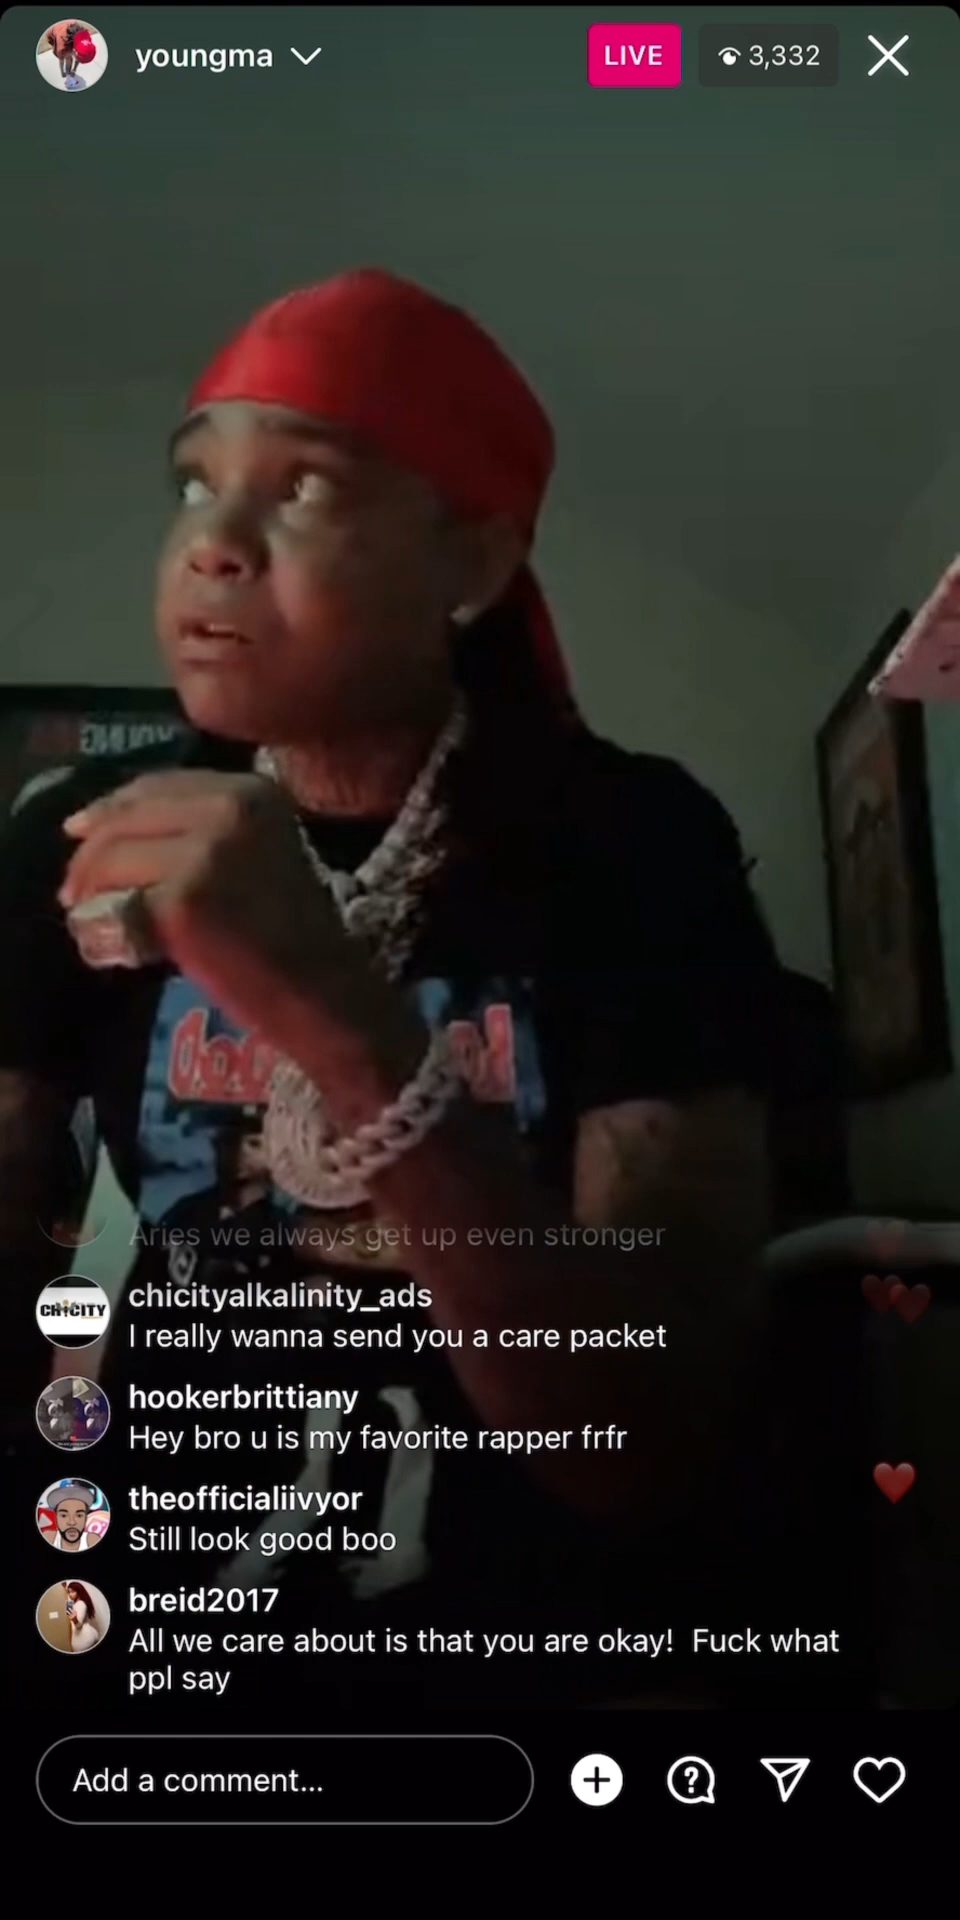 youngma
LIVE
3,332
YOUNG
Aries we always get up even stronger
CHICITY
chicityalkalinity_ads
I really wanna send you a care packet
hookerbrittiany
Hey bro u is my favorite rapper frfr
theofficialiivyor
Still look good boo
breid2017
All we care about is that you are okay!  Fuck what
ppl say
Add a comment...